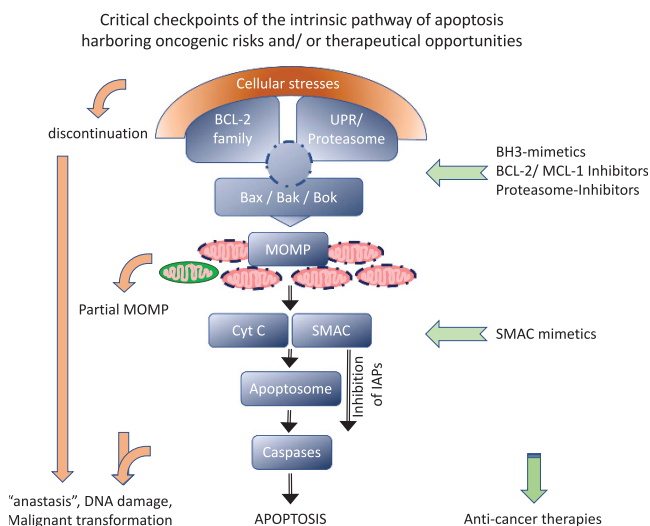 Critical checkpoints of the intrinsic pathway of apoptosis
harboring oncogenic risks and/ or therapeutical opportunities
Cellular stresses
discontinuation
BCL-2
family
UPR/
Proteasome
BH3-mimetics
BCL-2/ MCL-1 Inhibitors
Proteasome-Inhibitors
Bax / Bak / Bok
MOMP
Partial MOMP
Cyt C
SMAC
SMAC mimetics
Inhibition
of IAPs
Apoptosome
Caspases
"anastasis", DNA damage,
Malignant transformation
APOPTOSIS
Anti-cancer therapies